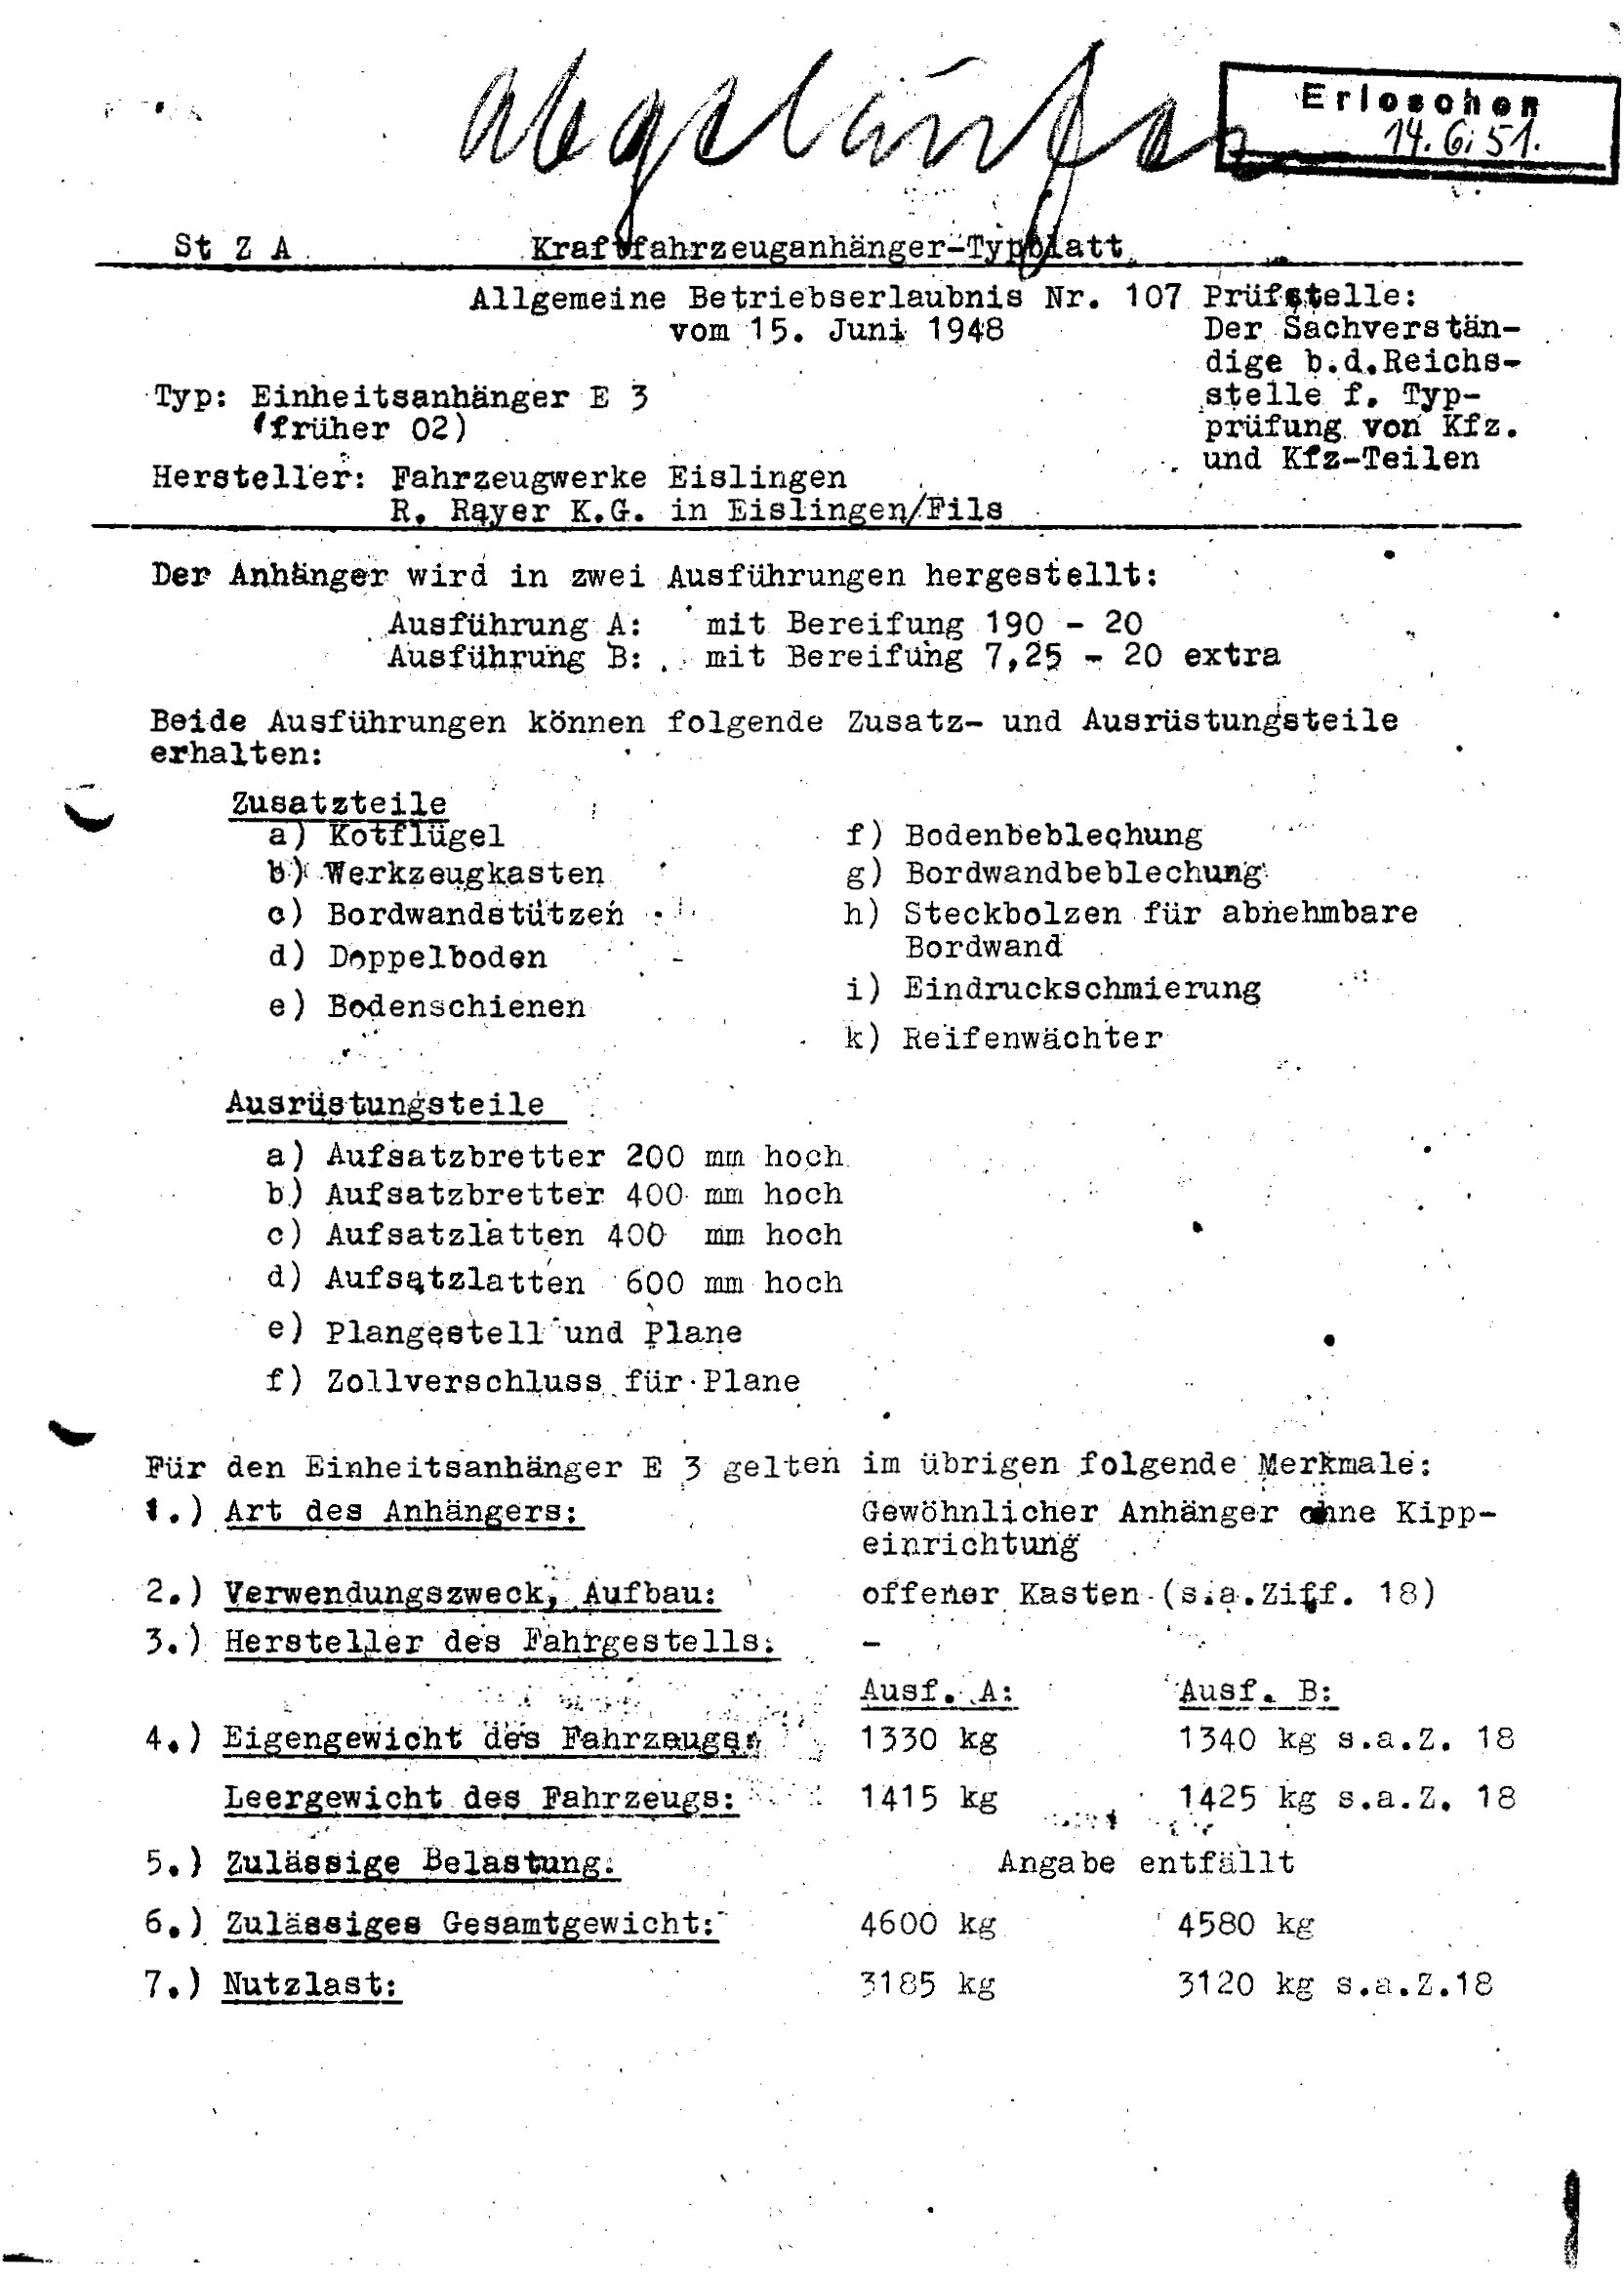 abgelaufen
Erloschen
14.6.51.
St Z A Kraftfahrzeuganhänger-Typblatt
Allgemeine Betriebserlaubnis Nr. 107 Prüfstelle:
vom 15. Juni 1948 Der Sachverstän-
dige b.d.Reichs-
Typ: Einheitsanhänger E 3 stelle f. Typ-
(früher 02) prüfung von Kfz.
und Kfz-Teilen
Hersteller: Fahrzeugwerke Eislingen
R. Rayer K.G. in Eislingen/Fils
Der Anhänger wird in zwei Ausführungen hergestellt:
Ausführung A: mit Bereifung 190 - 20
Ausführung B: mit Bereifung 7,25 - 20 extra
Beide Ausführungen können folgende Zusatz- und Ausrüstungsteile
erhalten:
Zusatzteile
a) Kotflügel f) Bodenbeblechung
b) Werkzeugkasten g) Bordwandbeblechung
c) Bordwandstützen h) Steckbolzen für abnehmbare
Bordwand
d) Doppelboden
i) Eindruckschmierung
e) Bodenschienen
k) Reifenwächter
Ausrüstungsteile
a) Aufsatzbretter 200 mm hoch
b) Aufsatzbretter 400 mm hoch
c) Aufsatzlatten 400 mm hoch
d) Aufsatzlatten 600 mm hoch
e) Plangestell und Plane
f) Zollverschluss für Plane
Für den Einheitsanhänger E 3 gelten im übrigen folgende Merkmale:
1.) Art des Anhängers: Gewöhnlicher Anhänger ohne Kipp-
einrichtung
2.) Verwendungszweck, Aufbau: offener Kasten (s.a.Ziff. 18)
3.) Hersteller des Fahrgestells: -
Ausf. A: Ausf. B:
4.) Eigengewicht des Fahrzeugs: 1330 kg 1340 kg s.a.Z. 18
Leergewicht des Fahrzeugs: 1415 kg 1425 kg s.a.Z. 18
5.) Zulässige Belastung: Angabe entfällt
6.) Zulässiges Gesamtgewicht: 4600 kg 4580 kg
7.) Nutzlast: 3185 kg 3120 kg s.a.Z.18